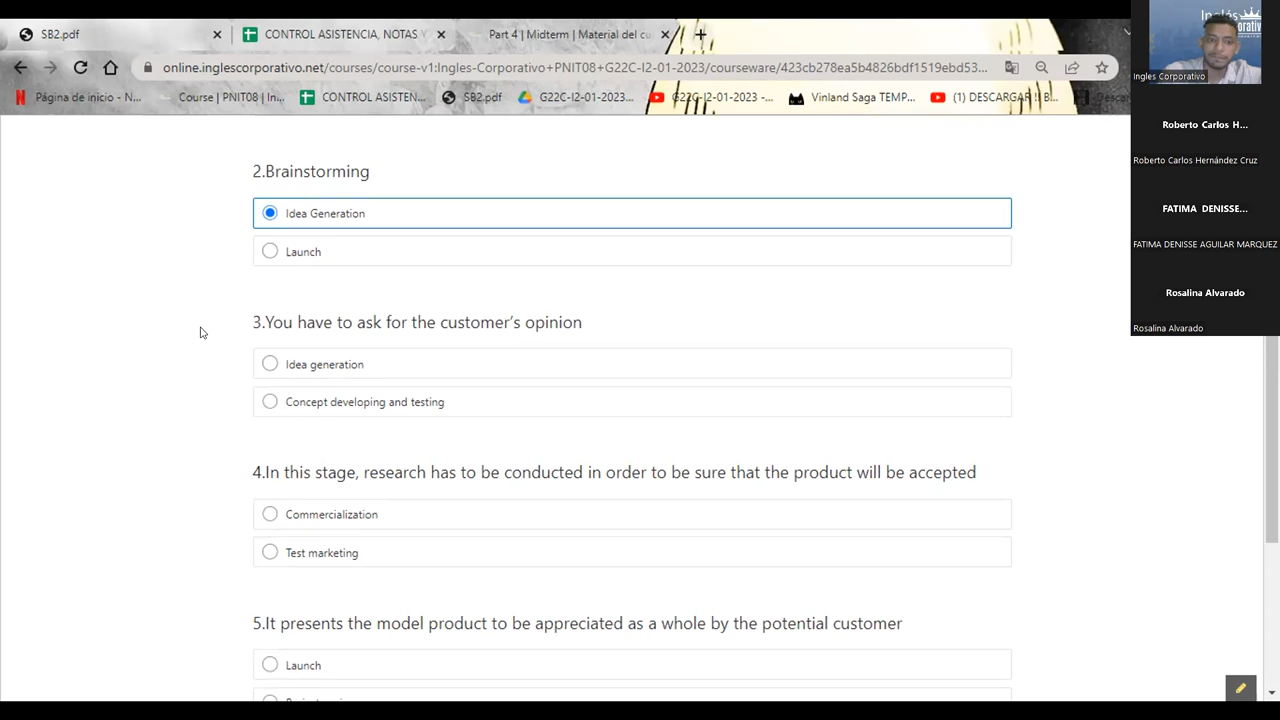 SB2.pdf
CONTROL ASISTENCIA, NOTAS
Part 4 | Midterm | Material del cu
online.inglescorporativo.net/courses/course-v1:Ingles-Corporativo+PNIT08+G22C-I2-01-2023/courseware/423cb278ea5b4826bdf1519ebd53...
Página de inicio - N...
Course | PNIT08 | In...
CONTROL ASISTEN...
SB2.pdf
G22C-I2-01-2023...
G22C-I2-01-2023 -...
Vinland Saga TEMP...
(1) DESCARGAR !! B...
Ingles Corporativo
Roberto Carlos H...
Roberto Carlos Hernández Cruz
FATIMA DENISSE...
FATIMA DENISSE AGUILAR MARQUEZ
Rosalina Alvarado
Rosalina Alvarado
2.Brainstorming
Idea Generation
Launch
3.You have to ask for the customer's opinion
Idea generation
Concept developing and testing
4.In this stage, research has to be conducted in order to be sure that the product will be accepted
Commercialization
Test marketing
5.It presents the model product to be appreciated as a whole by the potential customer
Launch